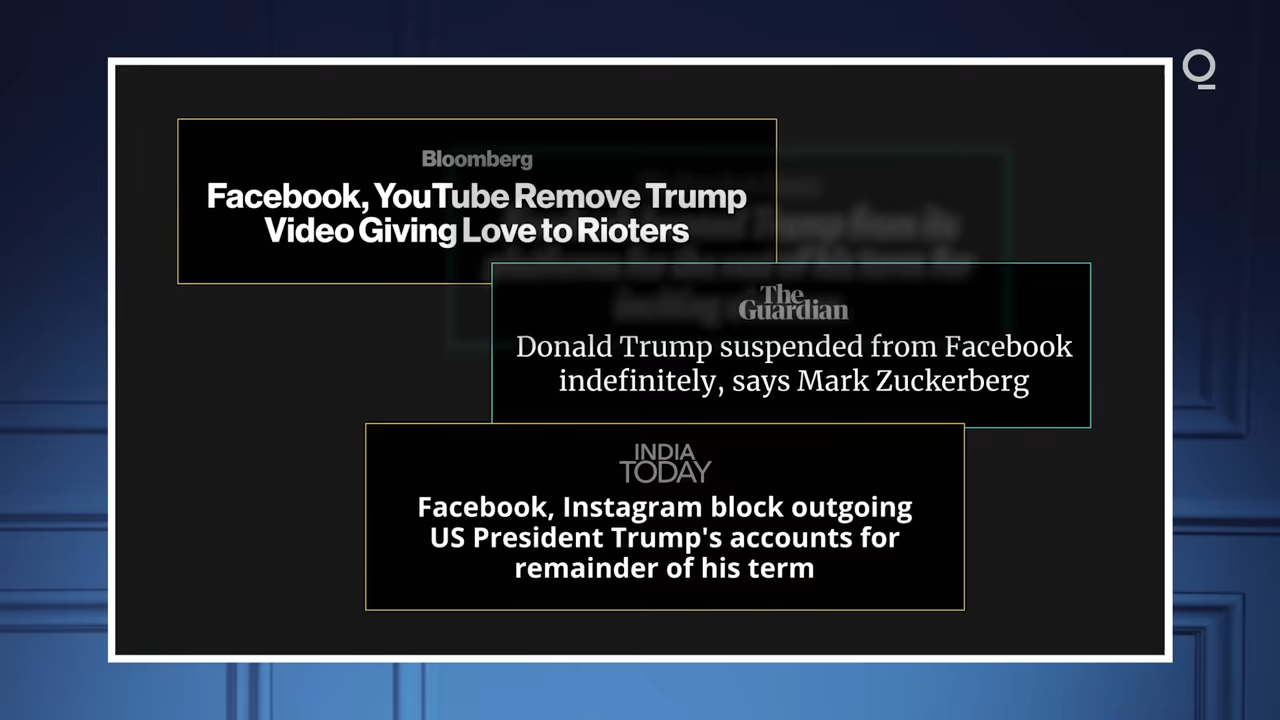 Bloomberg
Facebook, YouTube Remove Trump
Video Giving Love to Rioters
The
Guardian
Donald Trump suspended from Facebook
indefinitely, says Mark Zuckerberg
INDIA
TODAY
Facebook, Instagram block outgoing
US President Trump's accounts for
remainder of his term